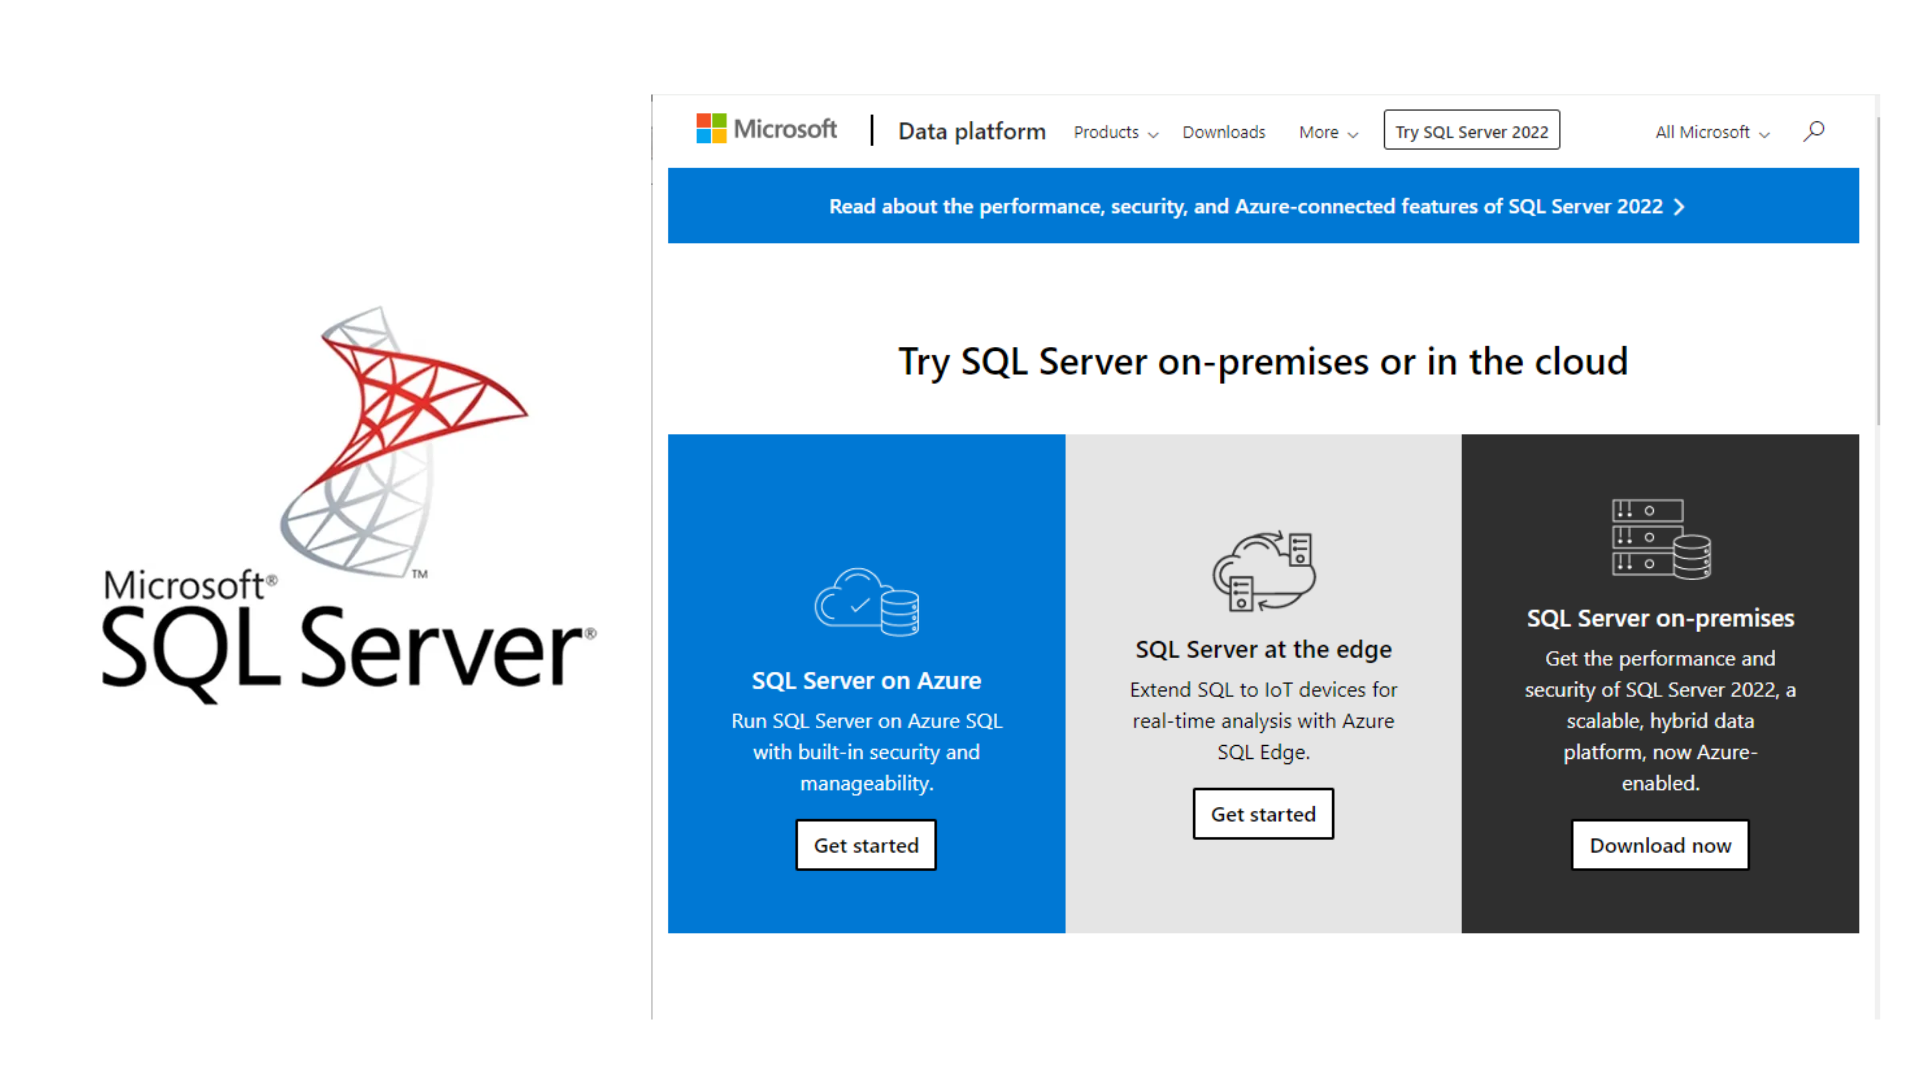 Microsoft®
SQL Server®
™
Microsoft
Data platform
Products
Downloads
More
Try SQL Server 2022
All Microsoft
Read about the performance, security, and Azure-connected features of SQL Server 2022
Try SQL Server on-premises or in the cloud
SQL Server on Azure
Run SQL Server on Azure SQL
with built-in security and
manageability.
Get started
SQL Server at the edge
Extend SQL to IoT devices for
real-time analysis with Azure
SQL Edge.
Get started
SQL Server on-premises
Get the performance and
security of SQL Server 2022, a
scalable, hybrid data
platform, now Azure-
enabled.
Download now